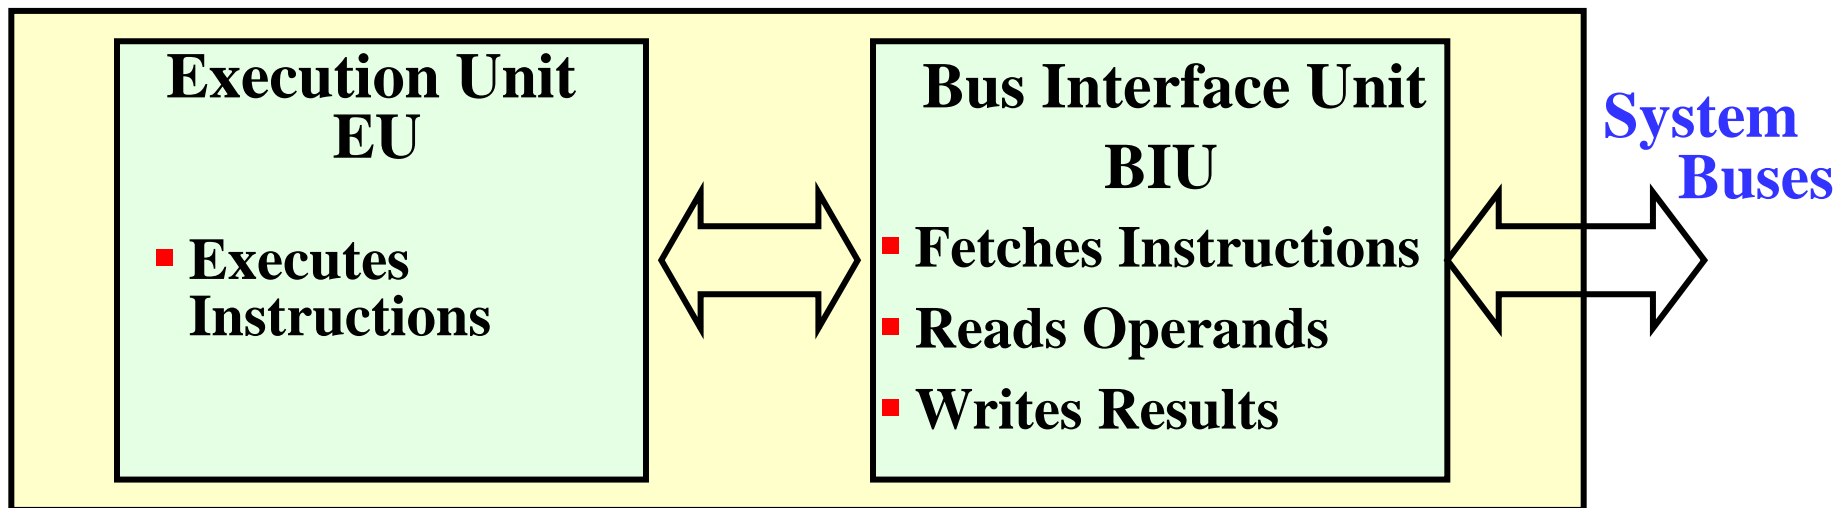 Execution Unit
EU
Executes
Instructions
Bus Interface Unit
BIU
Fetches Instructions
Reads Operands
Writes Results
System
Buses